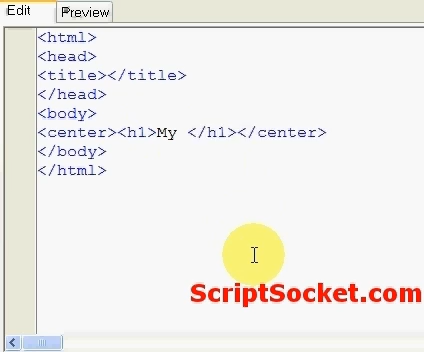 Edit Preview
<html>
<head>
<title></title>
</head>
<body>
<center><h1>My </h1></center>
</body>
</html>
ScriptSocket.com